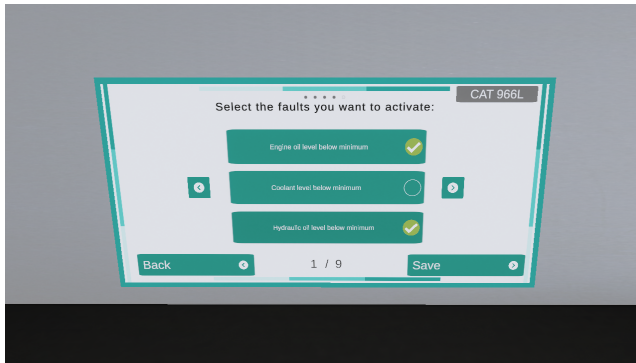 CAT 966L
Select the faults you want to activate:
Engine oil level below minimum
Coolant level below minimum
Hydraulic oil level below minimum
Back
1 / 9
Save